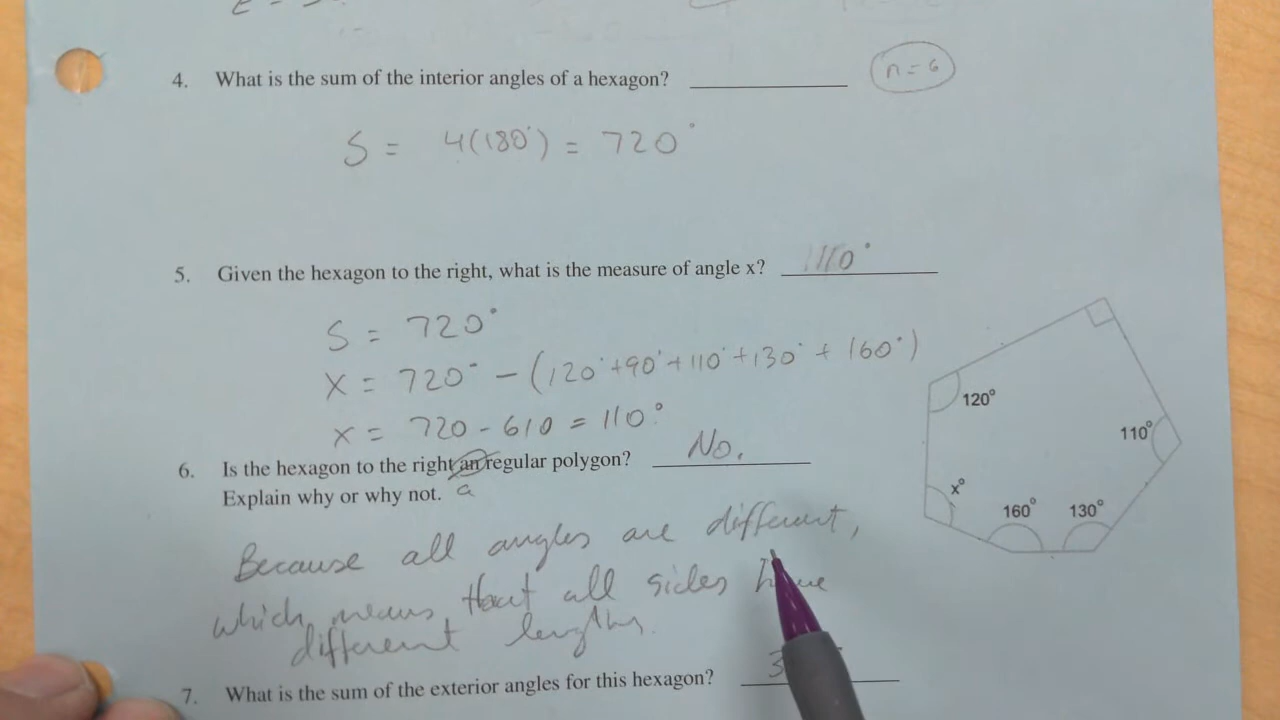 4. What is the sum of the interior angles of a hexagon? __________ n = 6
S = 4(180°) = 720°
5. Given the hexagon to the right, what is the measure of angle x? 110°
S = 720°
x = 720° - (120° + 90° + 110° + 130° + 160°)
x = 720 - 610 = 110°
120°
110°
x°
160° 130°
6. Is the hexagon to the right an regular polygon? No.
Explain why or why not. a
Because all angles are different,
which means that all sides have
different lengths.
7. What is the sum of the exterior angles for this hexagon?